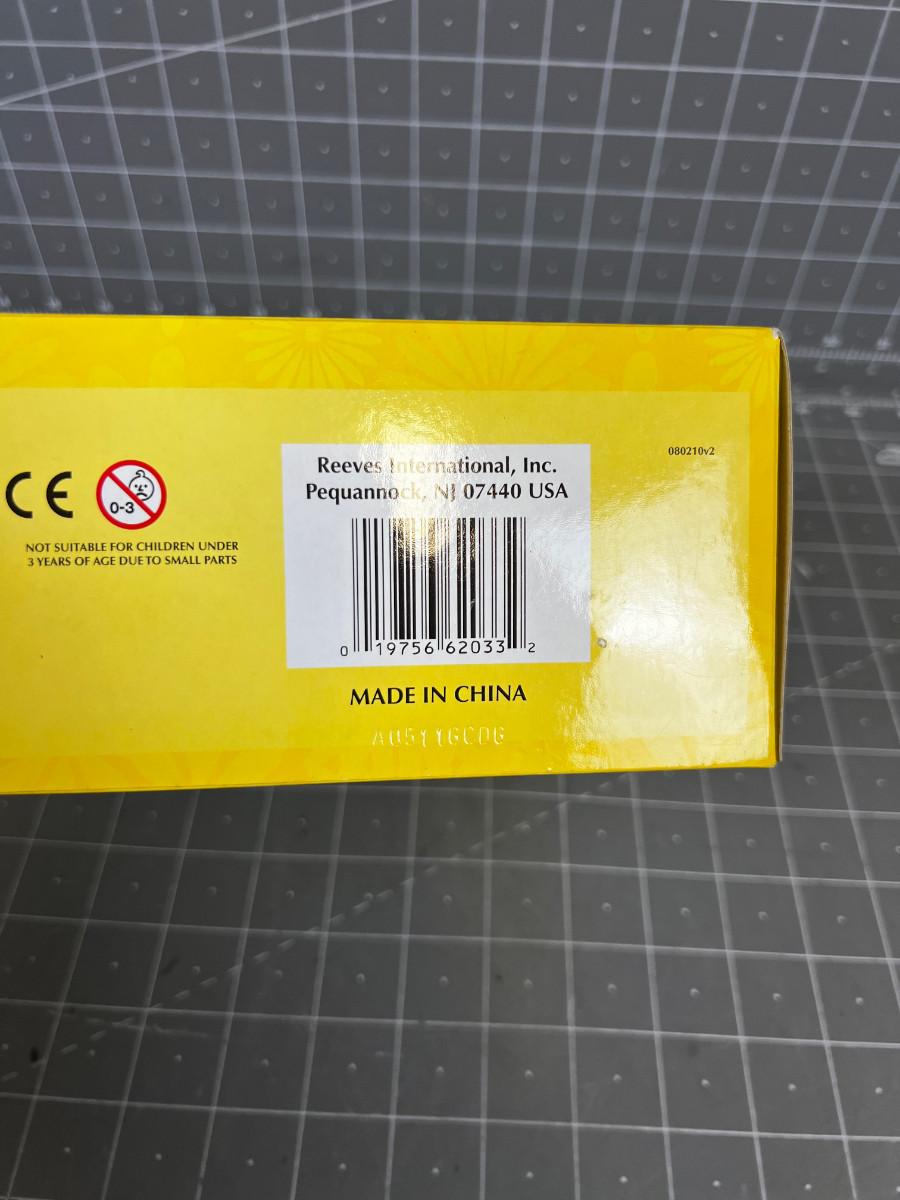 080210v2
Reeves International, Inc.
Pequannock, NJ 07440 USA
CE
0-3
NOT SUITABLE FOR CHILDREN UNDER
3 YEARS OF AGE DUE TO SMALL PARTS
0 19756 62033 2
MADE IN CHINA